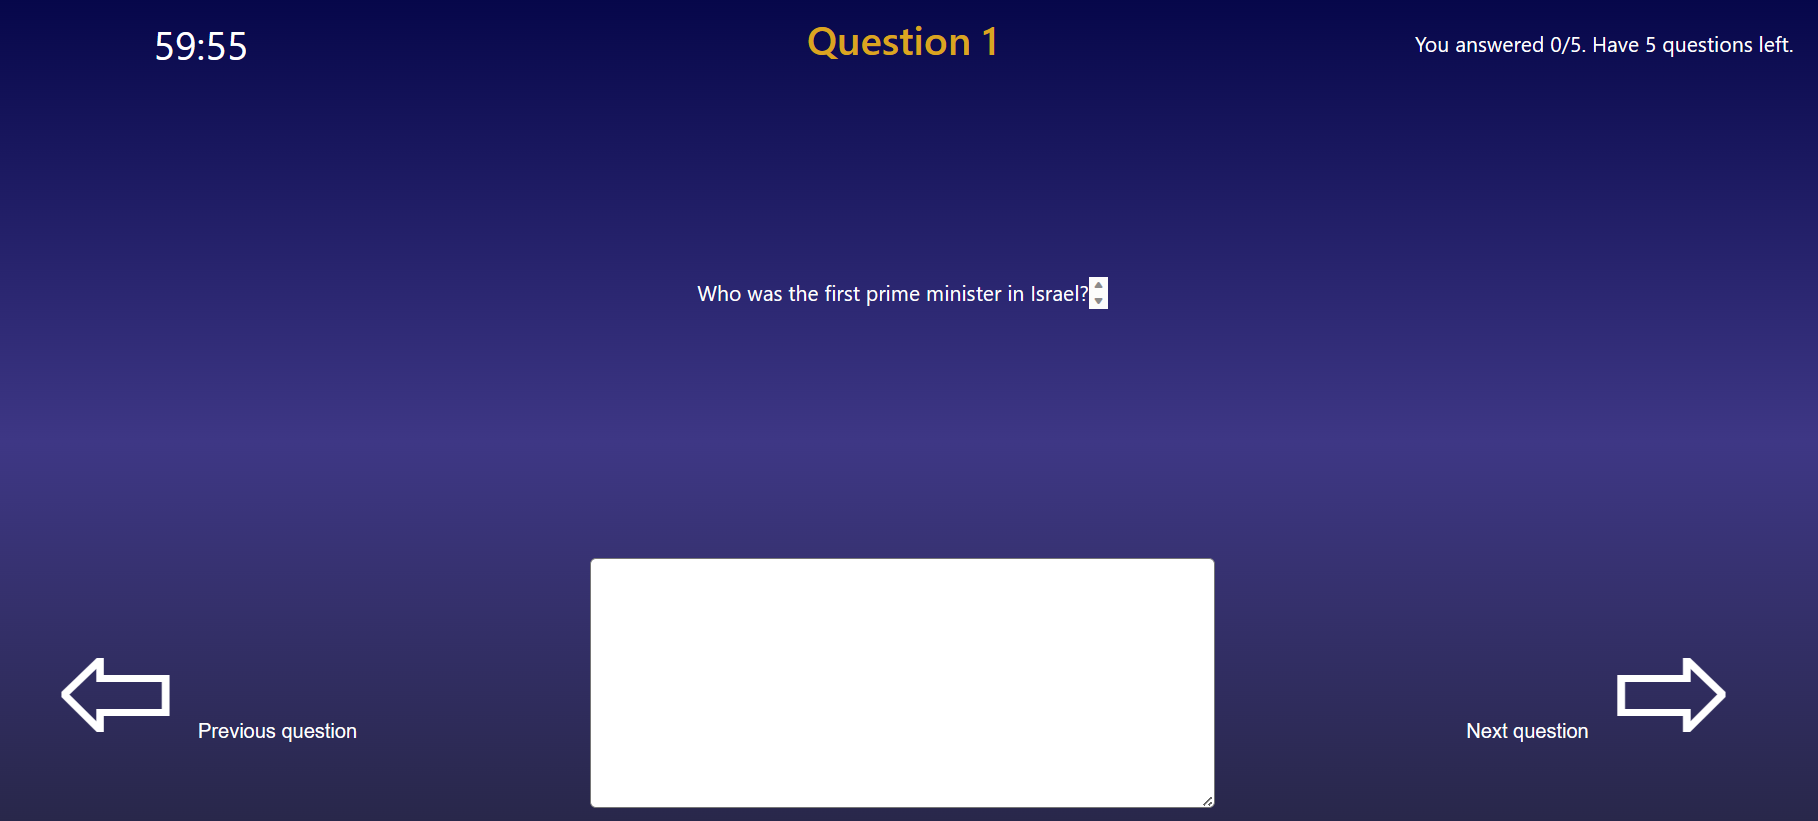 59:55
Question 1
You answered 0/5. Have 5 questions left.
Who was the first prime minister in Israel?
Previous question
Next question